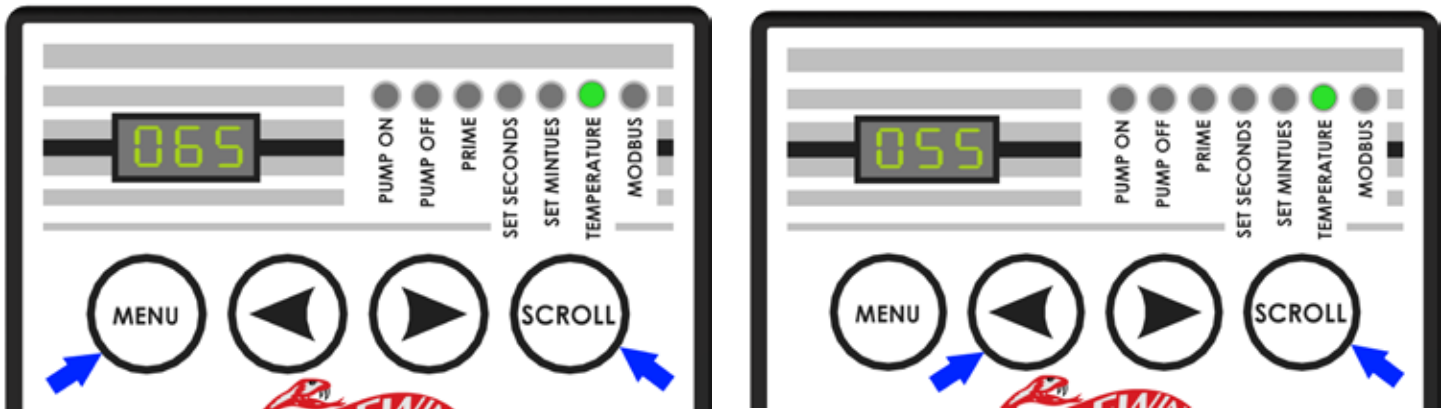 065
PUMP ON
PUMP OFF
PRIME
SET SECONDS
SET MINTUES
TEMPERATURE
MODBUS
MENU
SCROLL
055
PUMP ON
PUMP OFF
PRIME
SET SECONDS
SET MINTUES
TEMPERATURE
MODBUS
MENU
SCROLL